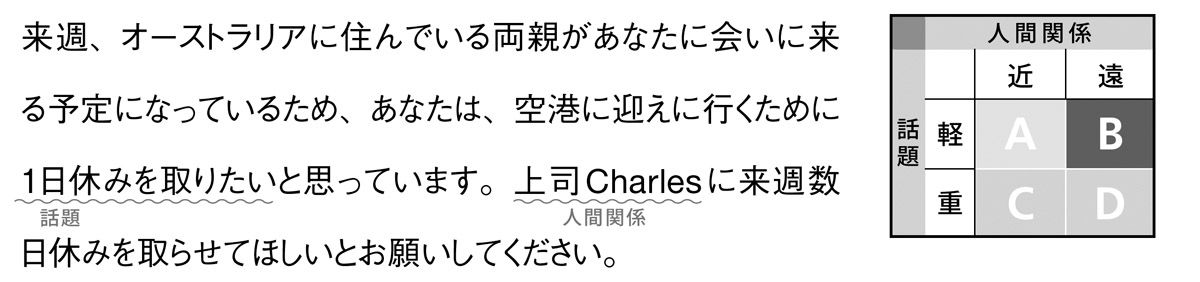 来週、オーストラリアに住んでいる両親があなたに会いに来
る予定になっているため、あなたは、空港に迎えに行くために
1日休みを取りたいと思っています。上司Charlesに来週数
話題 人間関係
日休みを取らせてほしいとお願いしてください。
人間関係
近 遠
話題
軽 A B
重 C D